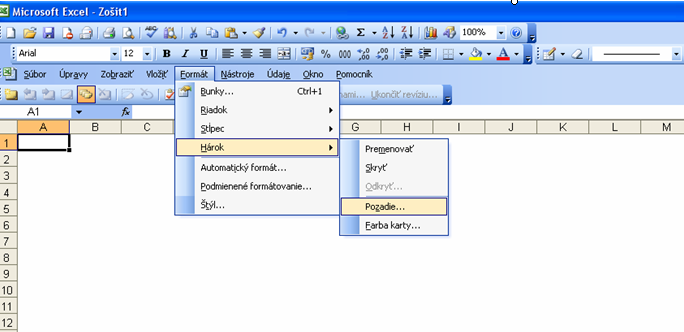 Microsoft Excel - Zošit1
100%
Arial 12 B I U % 000
Súbor Úpravy Zobraziť Vložiť Formát Nástroje Údaje Okno Pomocník
Bunky... Ctrl+1
Ukončiť revíziu...
A1 fx
Riadok
A B C G H I J K L M
Stĺpec
1
Hárok
Premenovať
2
Automatický formát...
Skryť
3
Podmienené formátovanie...
Odkryť...
4
Štýl...
Pozadie...
5
Farba karty...
6
7
8
9
10
11
12